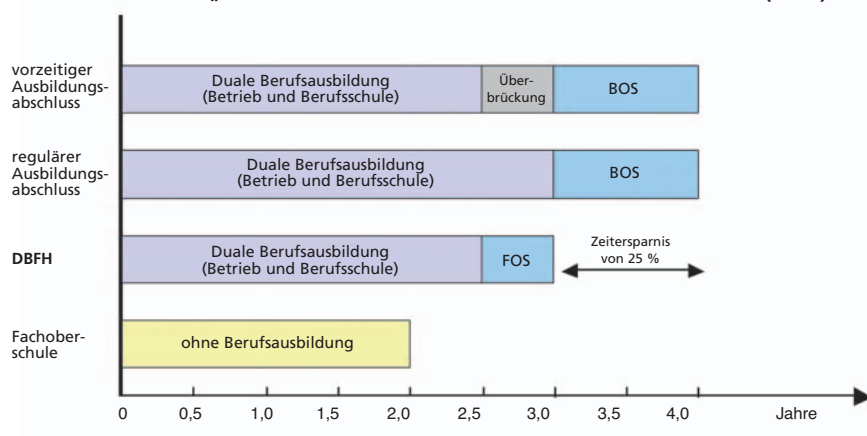 vorzeitiger
Ausbildungs-
abschluss
Duale Berufsausbildung
(Betrieb und Berufsschule)
Über-
brückung
BOS
regulärer
Ausbildungs-
abschluss
Duale Berufsausbildung
(Betrieb und Berufsschule)
BOS
DBFH
Duale Berufsausbildung
(Betrieb und Berufsschule)
FOS
Zeitersparnis
von 25 %
Fachober-
schule
ohne Berufsausbildung
0 0,5 1,0 1,5 2,0 2,5 3,0 3,5 4,0 Jahre